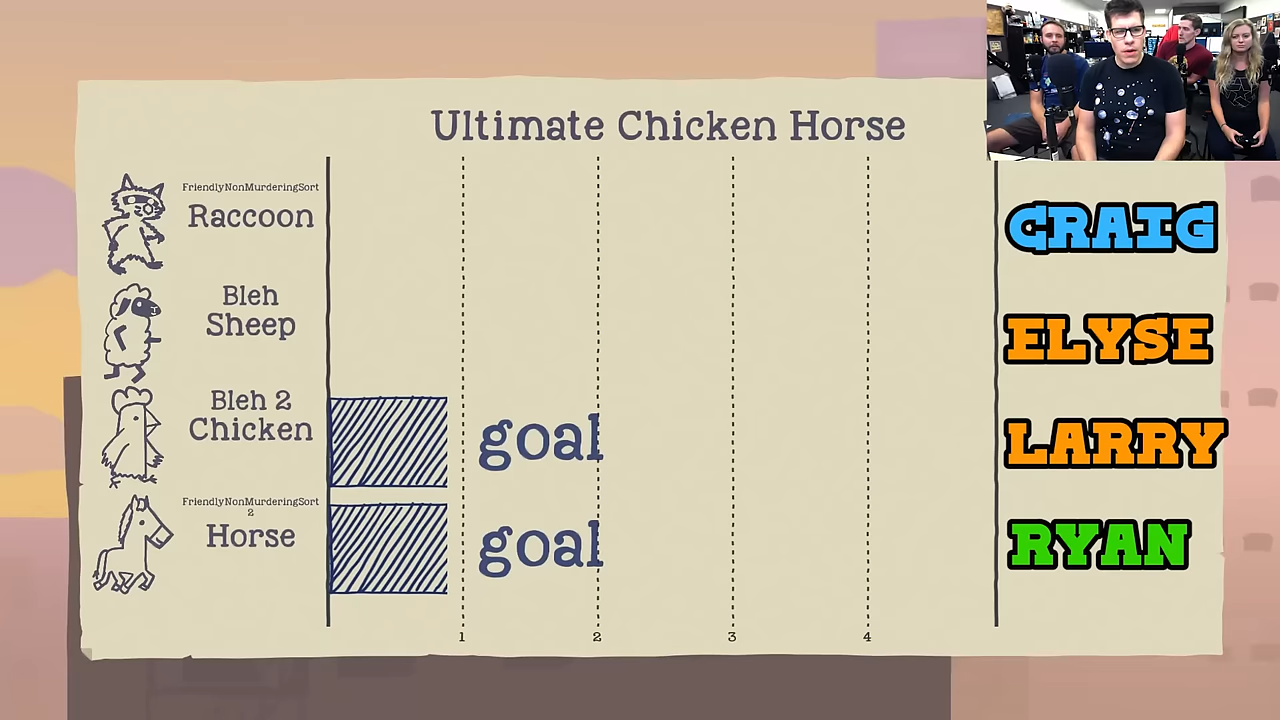 Ultimate Chicken Horse
FriendlyNonMurderingSort
Raccoon
CRAIG
Bleh
Sheep
ELYSE
Bleh 2
Chicken
goal
LARRY
FriendlyNonMurderingSort
2
Horse
goal
RYAN
1 2 3 4